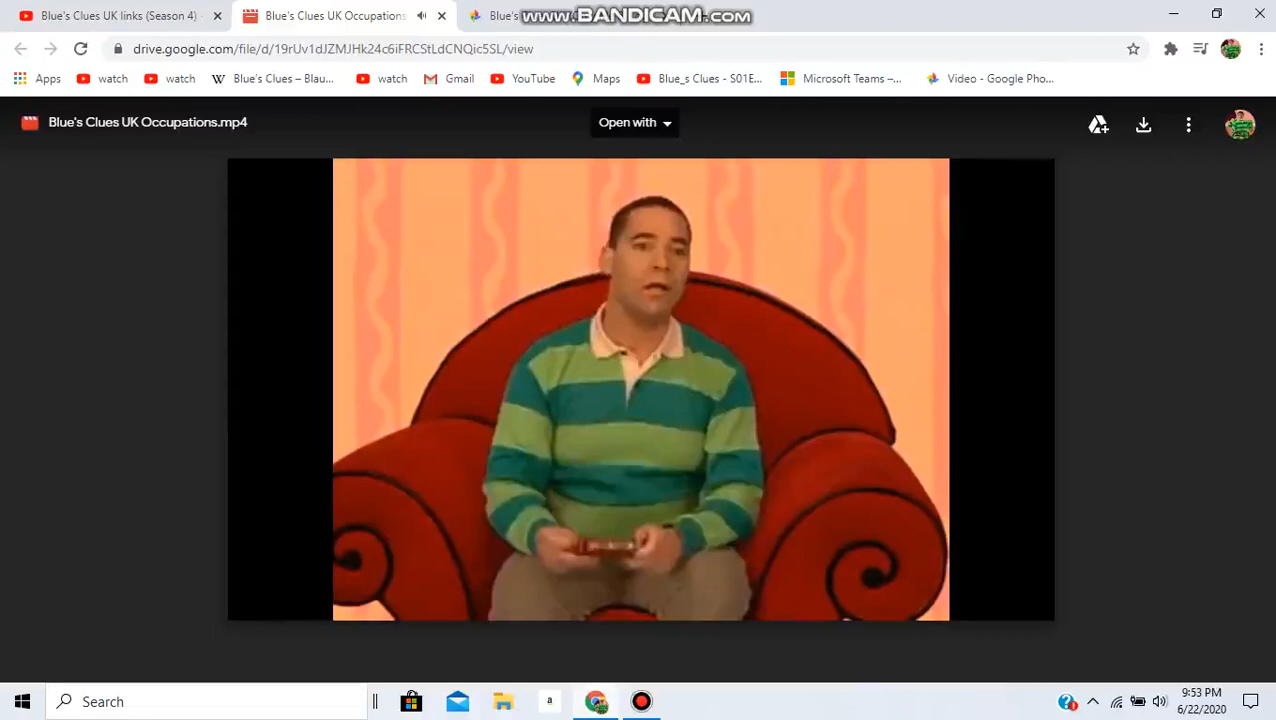 Blue's Clues UK links (Season 4)
Blue's Clues UK Occupations
www.BANDICAM.com
drive.google.com/file/d/19rUv1dJZMJHk24c6iFRCStLdCNQic5SL/view
Apps watch watch Blue's Clues – Blau... watch Gmail YouTube Maps Blue_s Clues - S01E... Microsoft Teams –... Video - Google Pho...
Blue's Clues UK Occupations.mp4
Open with
Search
a
9:53 PM
6/22/2020